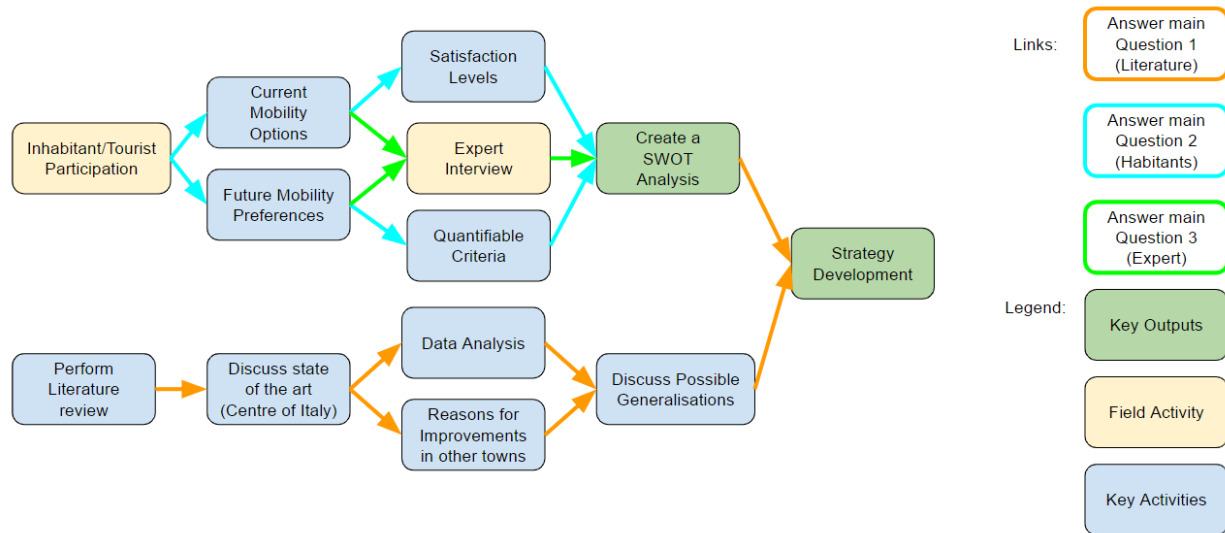 Inhabitant/Tourist
Participation
Current
Mobility
Options
Future Mobility
Preferences
Satisfaction
Levels
Expert
Interview
Quantifiable
Criteria
Create a
SWOT
Analysis
Strategy
Development
Perform
Literature
review
Discuss state
of the art
(Centre of Italy)
Data Analysis
Reasons for
Improvements
in other towns
Discuss Possible
Generalisations
Links:
Answer main
Question 1
(Literature)
Answer main
Question 2
(Habitants)
Answer main
Question 3
(Expert)
Legend:
Key Outputs
Field Activity
Key Activities